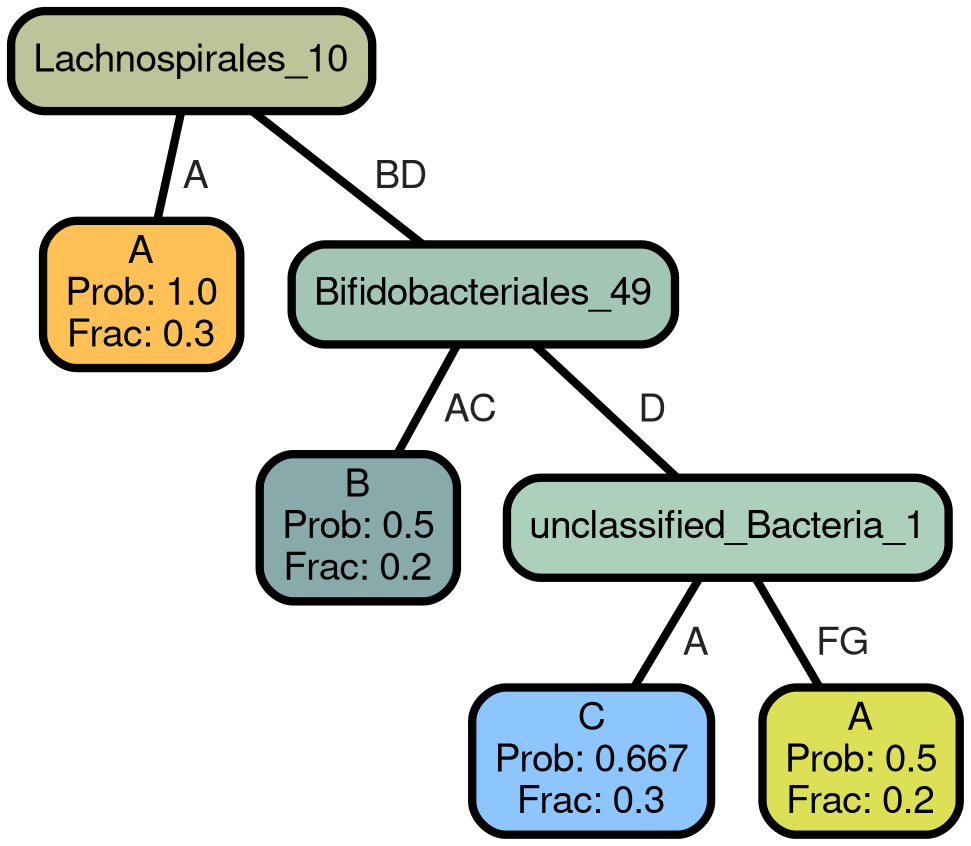 Lachnospirales_10
A
BD
A
Prob: 1.0
Frac: 0.3
Bifidobacteriales_49
AC
D
B
Prob: 0.5
Frac: 0.2
unclassified_Bacteria_1
A
FG
C
Prob: 0.667
Frac: 0.3
A
Prob: 0.5
Frac: 0.2